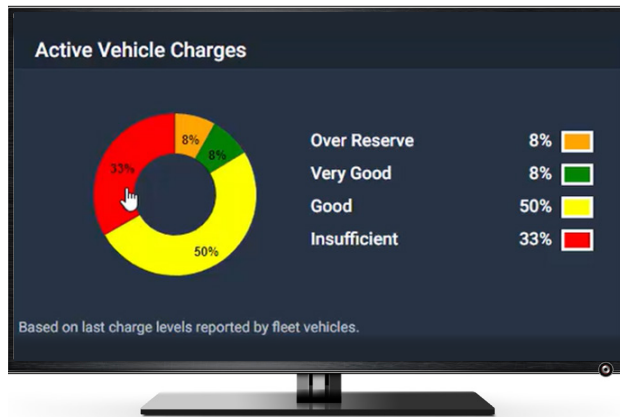 Active Vehicle Charges
8%
8%
33%
50%
Over Reserve 8%
Very Good 8%
Good 50%
Insufficient 33%
Based on last charge levels reported by fleet vehicles.